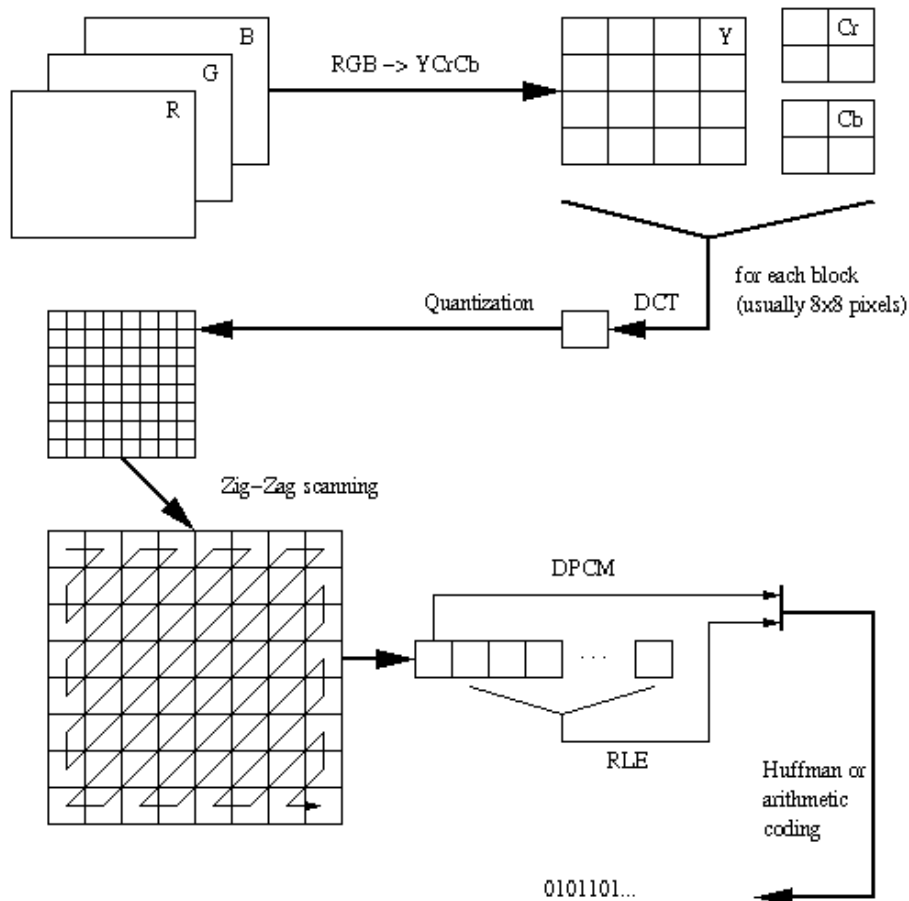 B
G
R
RGB −> YCrCb
Y
Cr
Cb
for each block
(usually 8x8 pixels)
Quantization
DCT
Zig−Zag scanning
DPCM
. . .
RLE
Huffman or
arithmetic
coding
0101101...